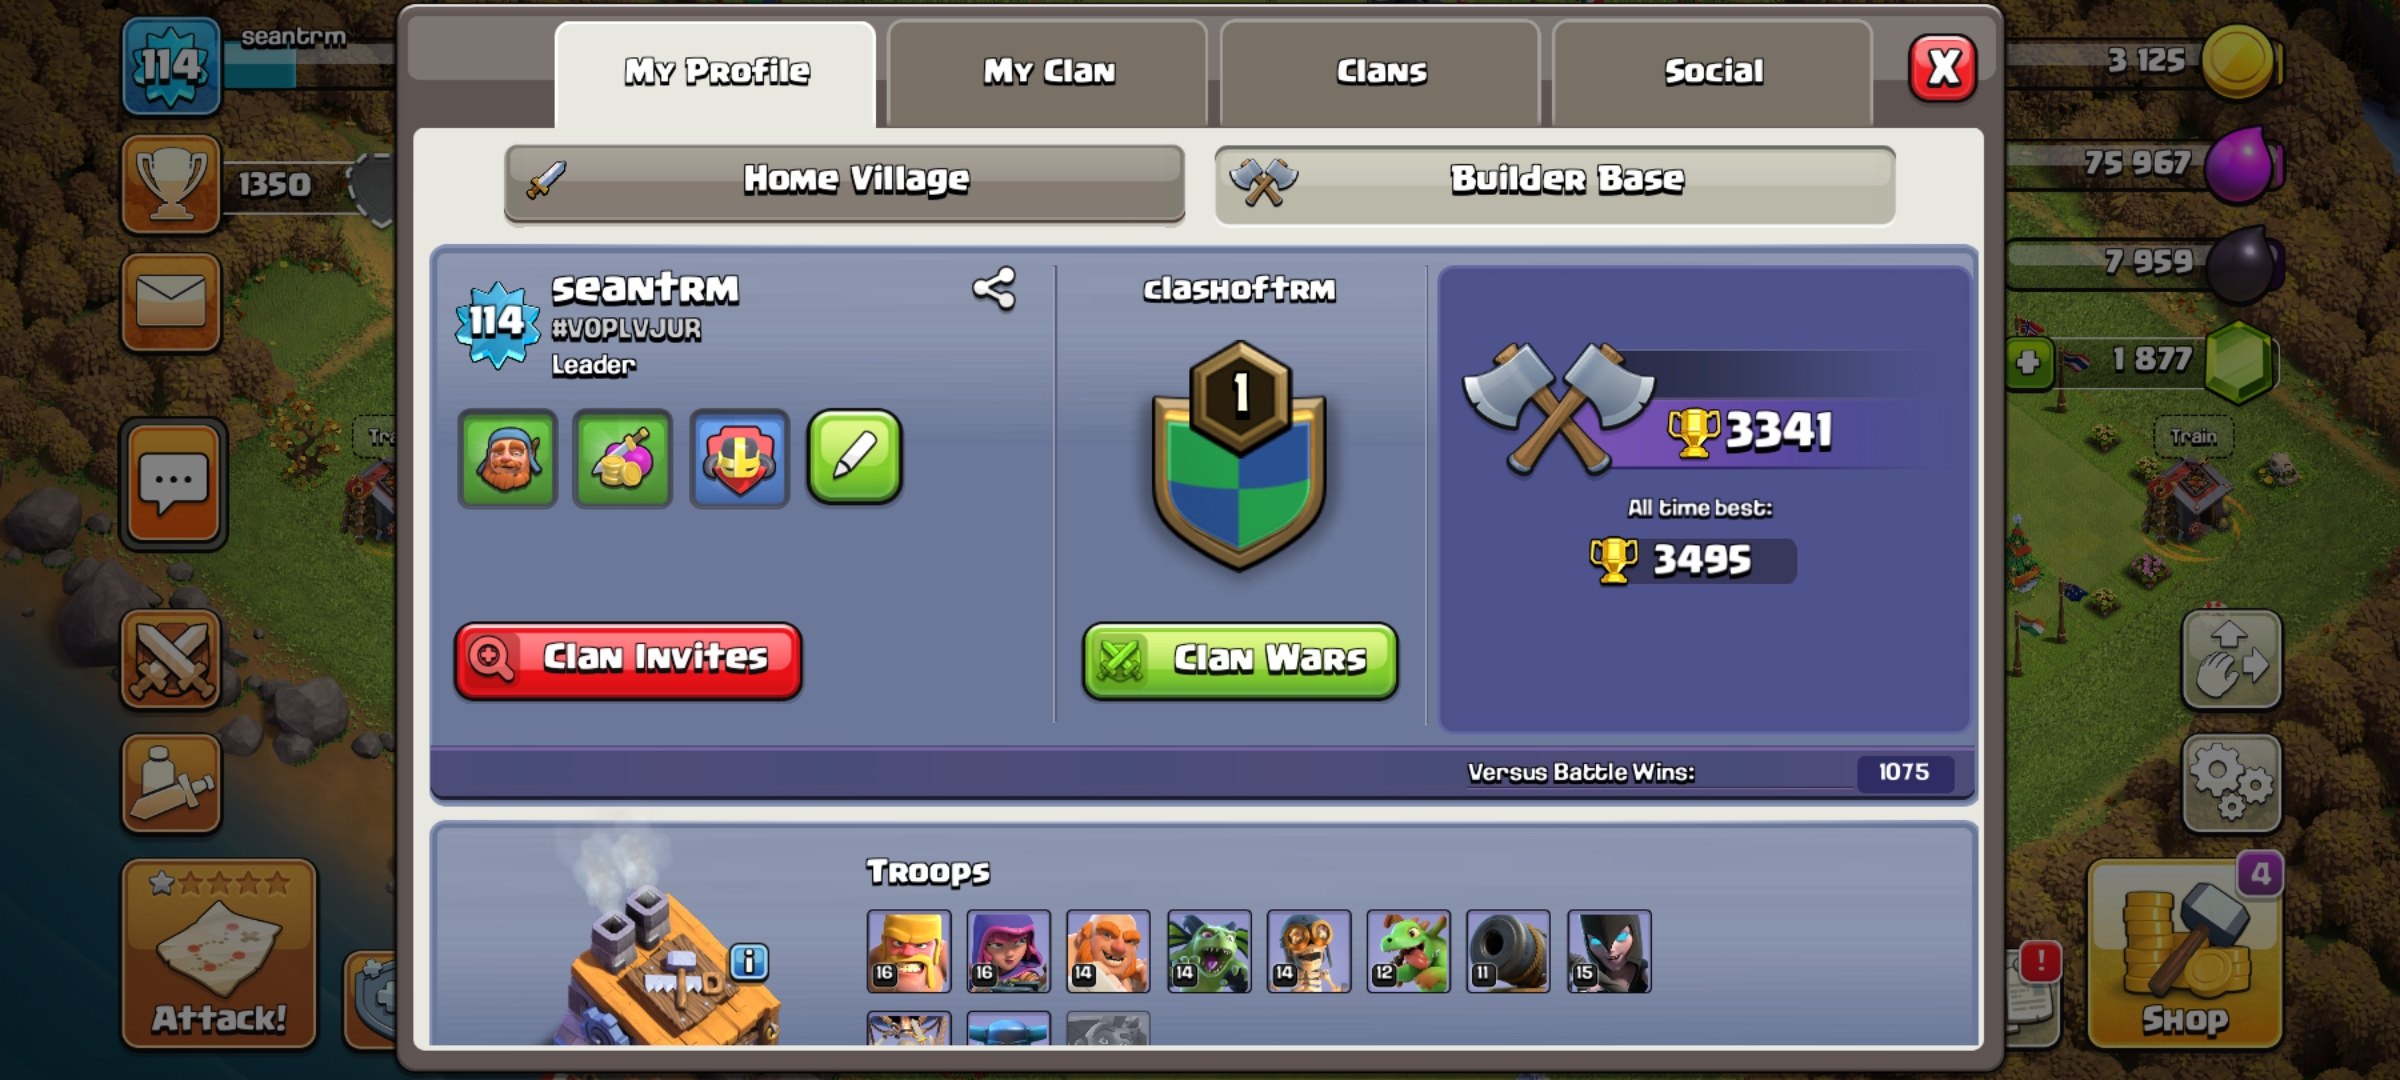 114
seantrm
My Profile
My Clan
Clans
Social
X
3 125
1350
Home Village
Builder Base
75 967
7 959
seantrm
114
#VOPLVJUR
Leader
clashoftrm
1
1 877
3341
All time best:
3495
Train
Clan Invites
Clan Wars
Versus Battle Wins:
1075
Troops
16
16
14
14
14
12
11
15
i
Attack!
!
4
Shop